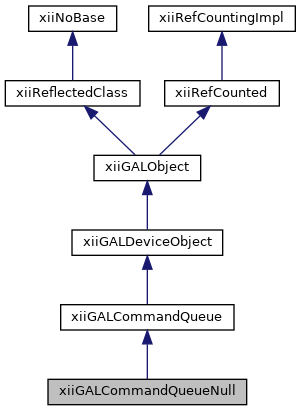 xiiNoBase
xiiRefCountingImpl
xiiReflectedClass
xiiRefCounted
xiiGALObject
xiiGALDeviceObject
xiiGALCommandQueue
xiiGALCommandQueueNull